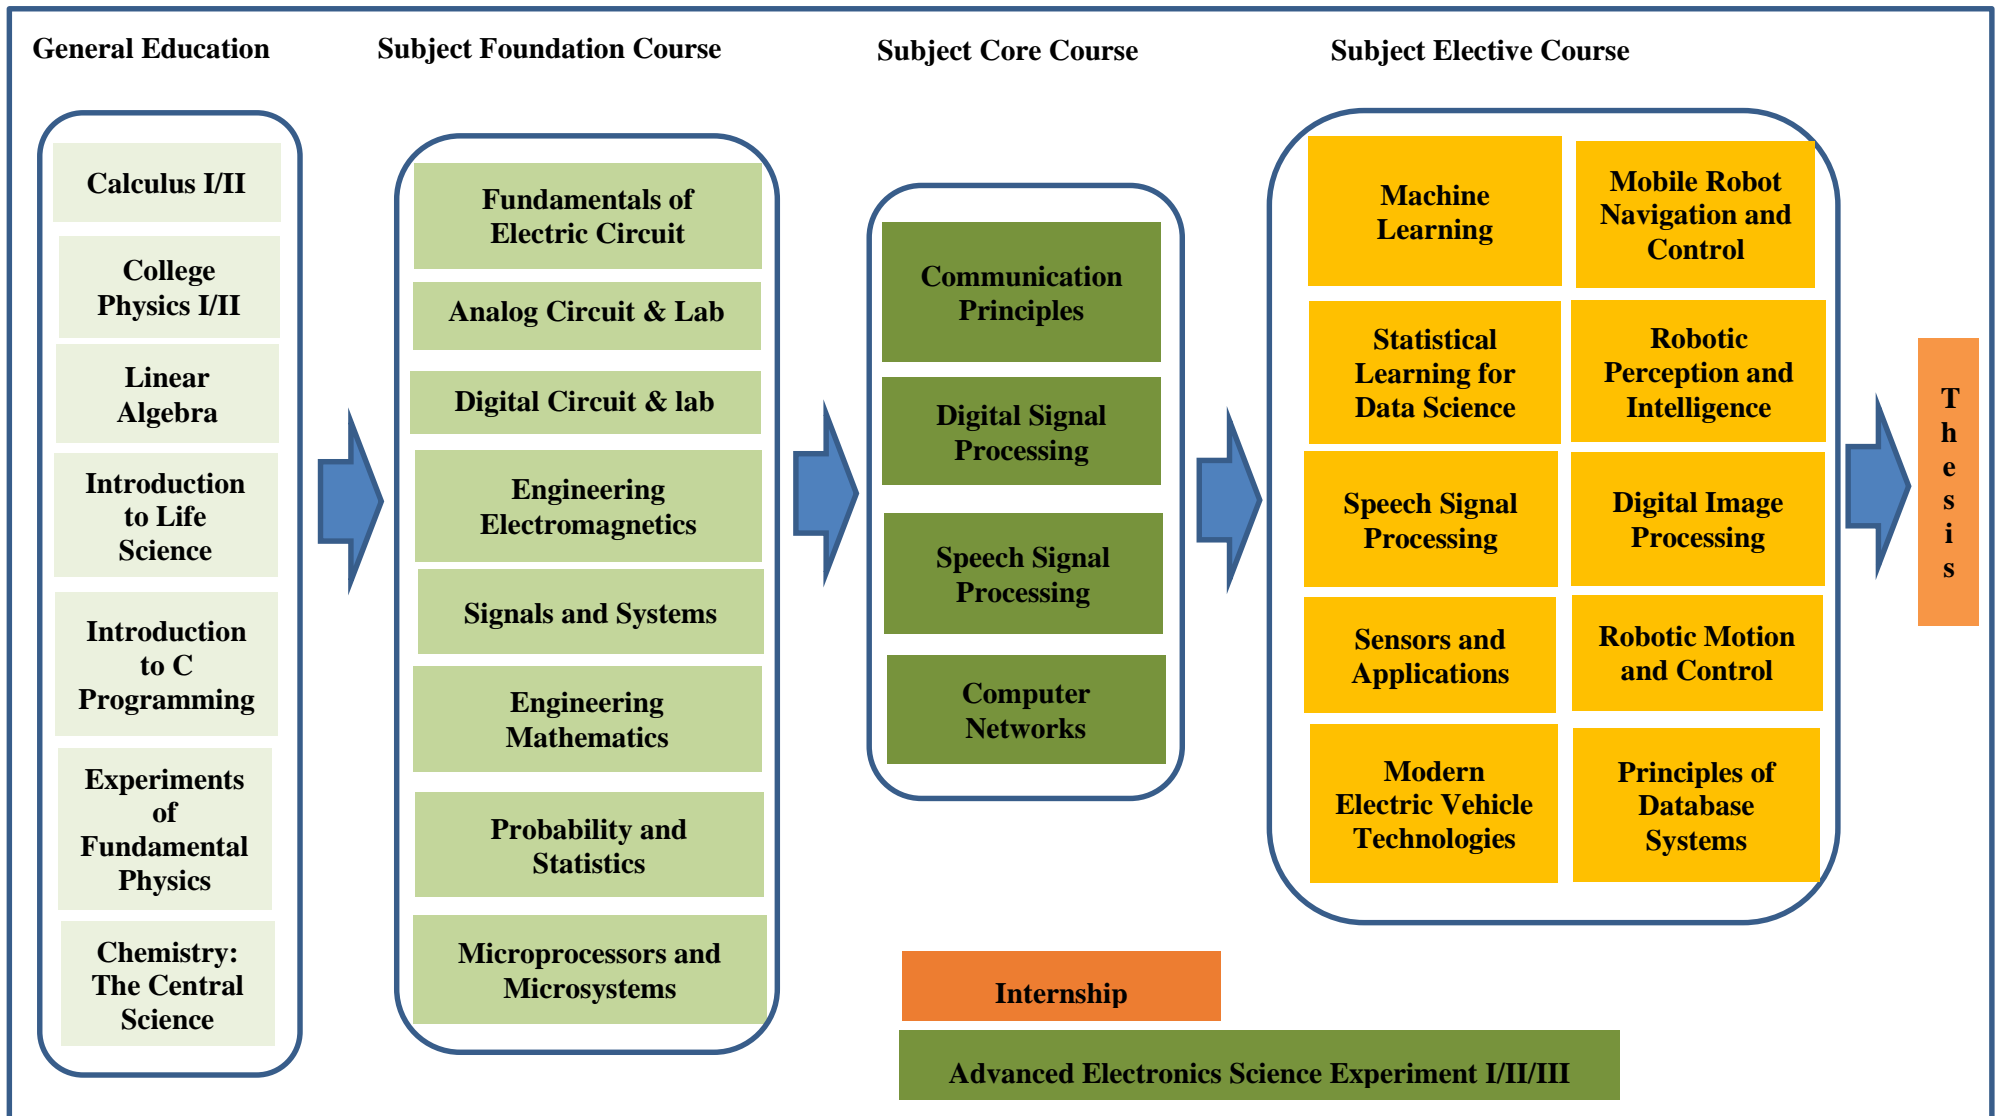 General Education
Calculus I/II
College
Physics I/II
Linear
Algebra
Introduction
to Life
Science
Introduction
to C
Programming
Experiments
of
Fundamental
Physics
Chemistry:
The Central
Science
Subject Foundation Course
Fundamentals of
Electric Circuit
Analog Circuit & Lab
Digital Circuit & lab
Engineering
Electromagnetics
Signals and Systems
Engineering
Mathematics
Probability and
Statistics
Microprocessors and
Microsystems
Subject Core Course
Communication
Principles
Digital Signal
Processing
Speech Signal
Processing
Computer
Networks
Subject Elective Course
Machine
Learning
Mobile Robot
Navigation and
Control
Statistical
Learning for
Data Science
Robotic
Perception and
Intelligence
Speech Signal
Processing
Digital Image
Processing
Sensors and
Applications
Robotic Motion
and Control
Modern
Electric Vehicle
Technologies
Principles of
Database
Systems
Thesis
Internship
Advanced Electronics Science Experiment I/II/III